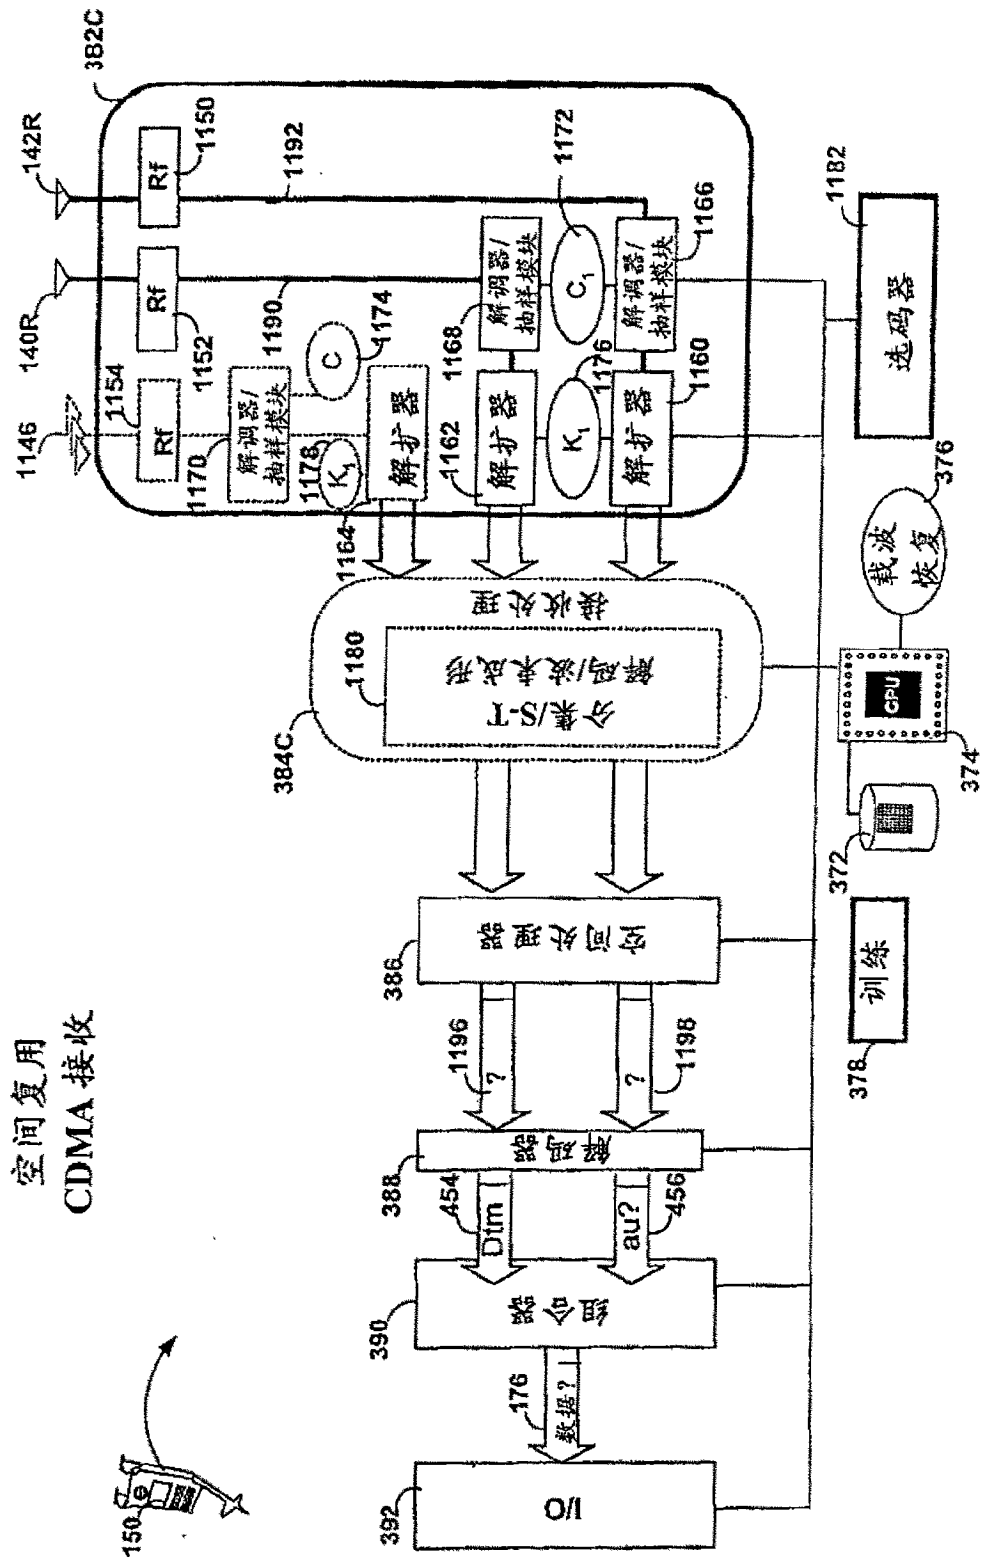 空间复用
CDMA 接收
150
392
I/O
176
数据?
390
组合器
454
Dtm
456
au?
388
解码器
1196
?
1198
?
386
空间处理器
384C
1180
接收处理
分集/S-T
解码/波束成形
382C
1146
140R
142R
1154
Rf
1152
Rf
1150
Rf
1170
解调器/
抽样模块
1190
1192
1174
C
1178
K1
1164
解扩器
1168
解调器/
抽样模块
1172
C1
1162
解扩器
1176
K1
1166
解调器/
抽样模块
1160
解扩器
1182
选码器
376
载波
恢复
CPU
374
372
378
训练